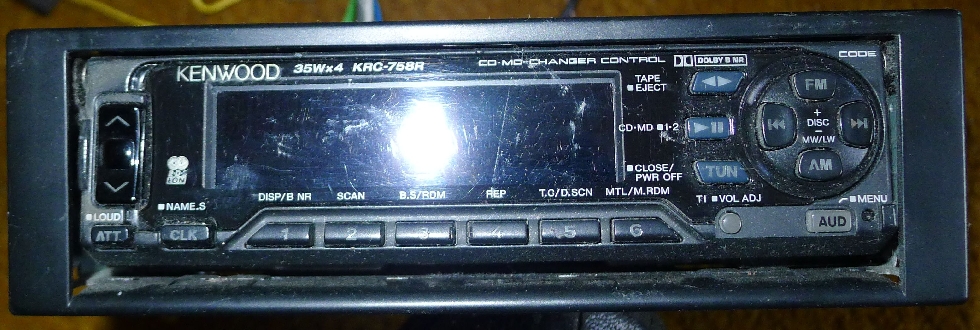 KENWOOD 35Wx4 KRC-758R CD-MD-CHANGER CONTROL DOLBY B NR CODE
TAPE
■EJECT
FM
CD•MD ■1-2
+
DISC
−
MW/LW
■CLOSE/
PWR OFF
TUN
AM
EON
■NAME.S
DISP/B NR SCAN B.S/RDM REP T.C/D.SCN MTL/M.RDM
TI ■VOL ADJ
■MENU
■LOUD
ATT
CLK
1 2 3 4 5 6
AUD